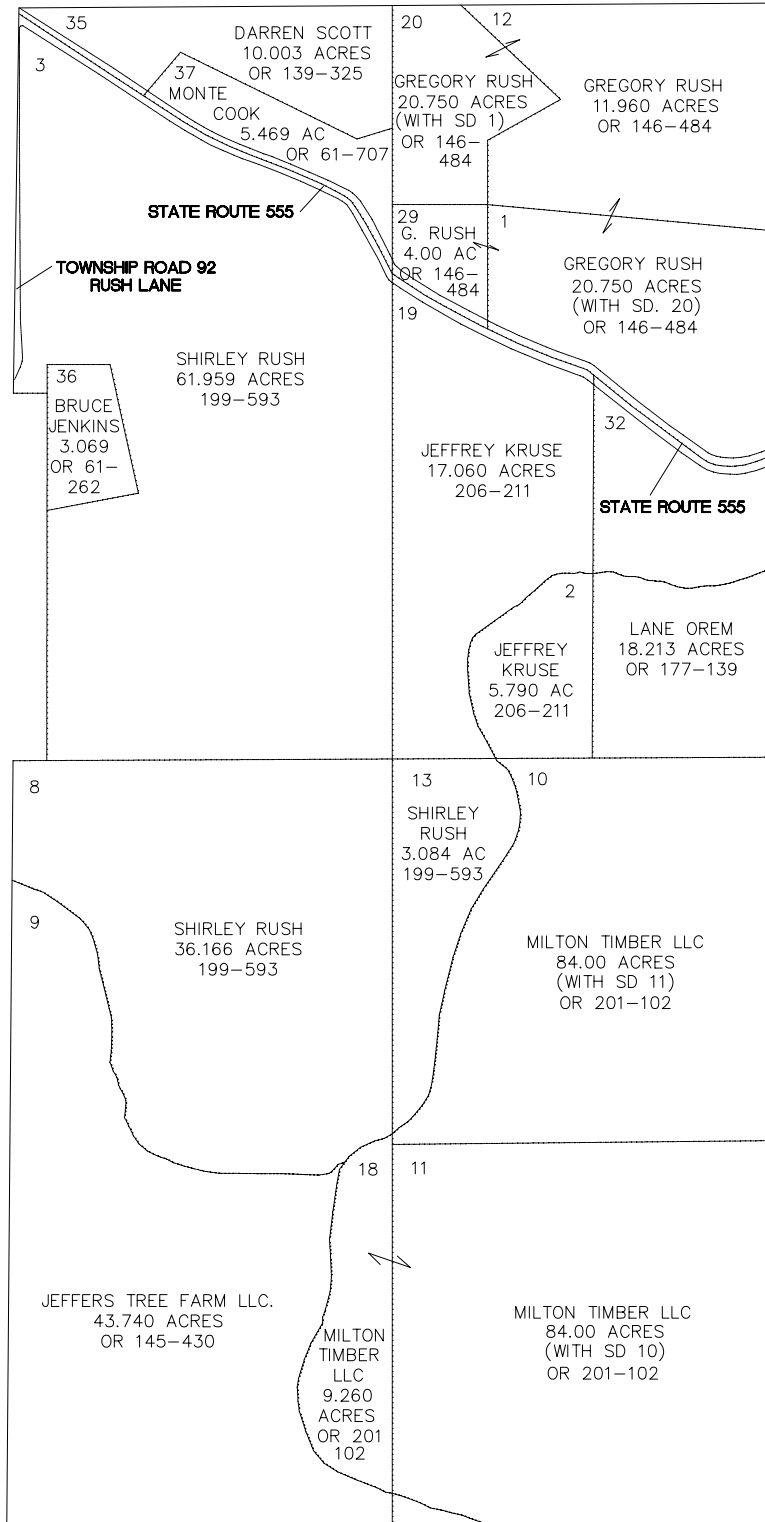 35
3
DARREN SCOTT
10.003 ACRES
OR 139-325
37
MONTE
COOK
5.469 AC
OR 61-707
20
12
GREGORY RUSH
20.750 ACRES
(WITH SD 1)
OR 146-
484
GREGORY RUSH
11.960 ACRES
OR 146-484
STATE ROUTE 555
29
G. RUSH
4.00 AC
OR 146-
484
1
GREGORY RUSH
20.750 ACRES
(WITH SD. 20)
OR 146-484
TOWNSHIP ROAD 92
RUSH LANE
19
SHIRLEY RUSH
61.959 ACRES
199-593
36
BRUCE
JENKINS
3.069
OR 61-
262
JEFFREY KRUSE
17.060 ACRES
206-211
32
STATE ROUTE 555
2
JEFFREY
KRUSE
5.790 AC
206-211
LANE OREM
18.213 ACRES
OR 177-139
8
13
10
SHIRLEY
RUSH
3.084 AC
199-593
9
SHIRLEY RUSH
36.166 ACRES
199-593
MILTON TIMBER LLC
84.00 ACRES
(WITH SD 11)
OR 201-102
18
11
JEFFERS TREE FARM LLC.
43.740 ACRES
OR 145-430
MILTON
TIMBER
LLC
9.260
ACRES
OR 201
102
MILTON TIMBER LLC
84.00 ACRES
(WITH SD 10)
OR 201-102